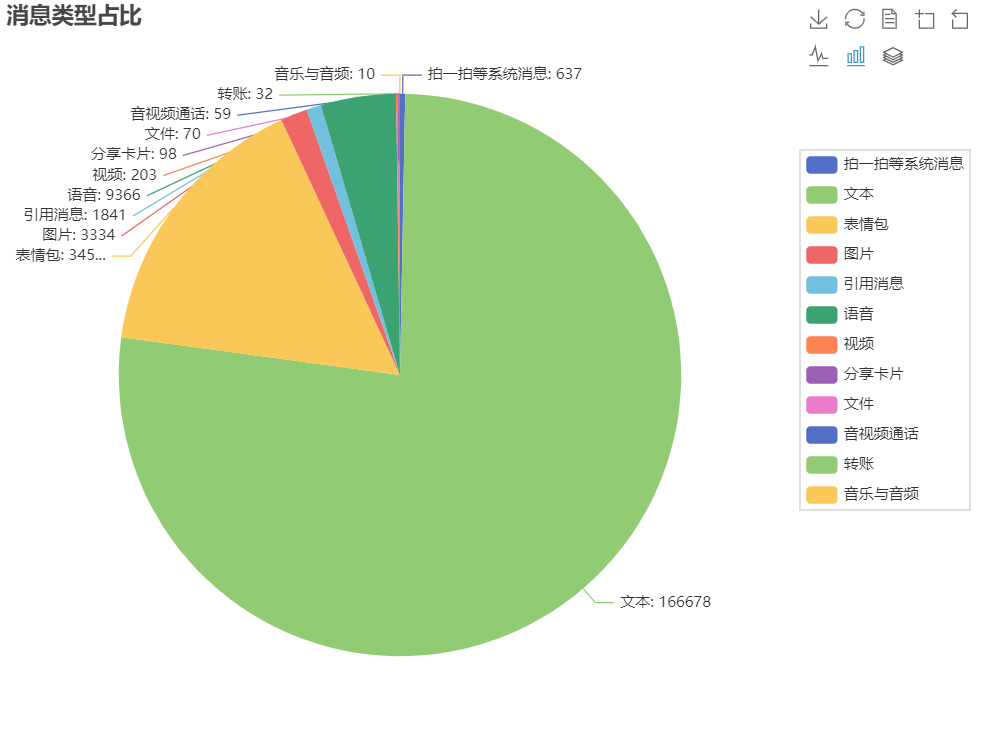 消息类型占比
音乐与音频: 10
拍一拍等系统消息: 637
转账: 32
音视频通话: 59
文件: 70
分享卡片: 98
视频: 203
语音: 9366
引用消息: 1841
图片: 3334
表情包: 345...
文本: 166678
拍一拍等系统消息
文本
表情包
图片
引用消息
语音
视频
分享卡片
文件
音视频通话
转账
音乐与音频